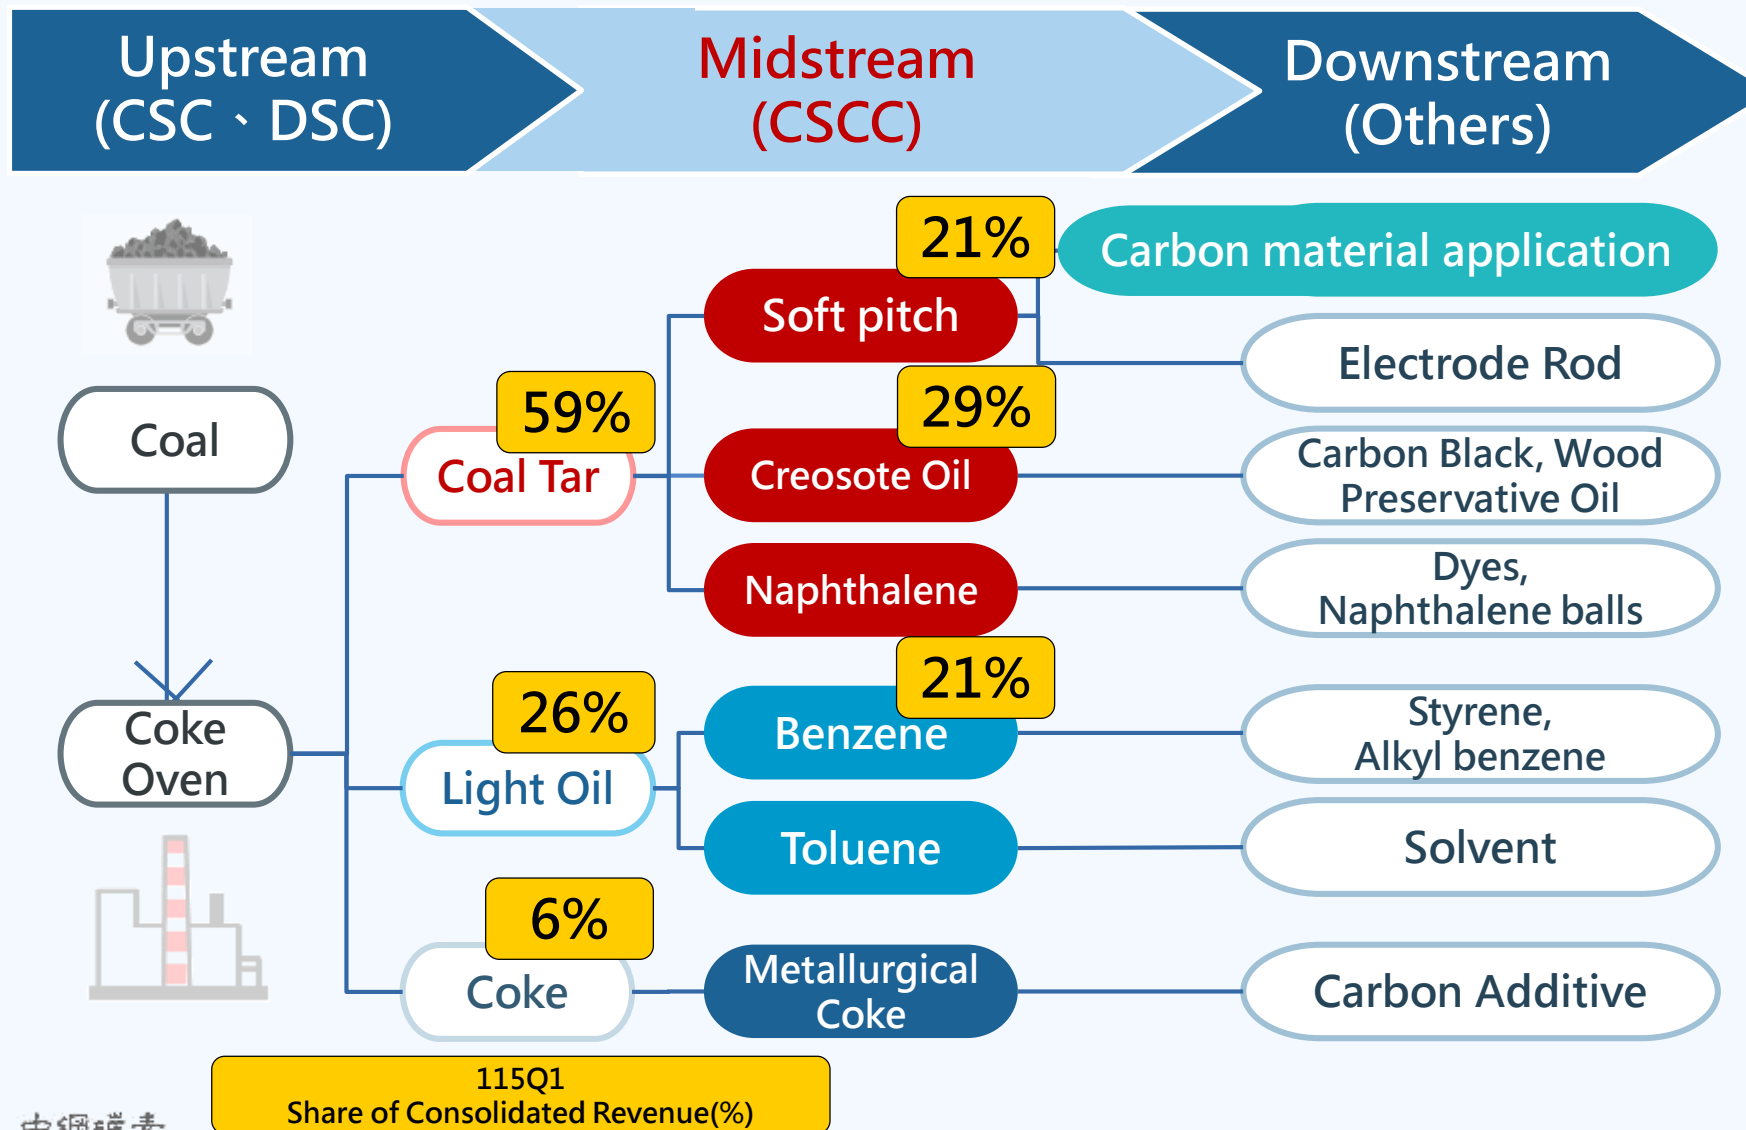 Upstream
(CSC、DSC)
Midstream
(CSCC)
Downstream
(Others)
21%
Carbon material application
Soft pitch
Electrode Rod
Coal
59%
Coal Tar
29%
Creosote Oil
Carbon Black, Wood
Preservative Oil
Naphthalene
Dyes,
Naphthalene balls
Coke
Oven
26%
Light Oil
21%
Benzene
Styrene,
Alkyl benzene
Toluene
Solvent
6%
Coke
Metallurgical
Coke
Carbon Additive
115Q1
Share of Consolidated Revenue(%)